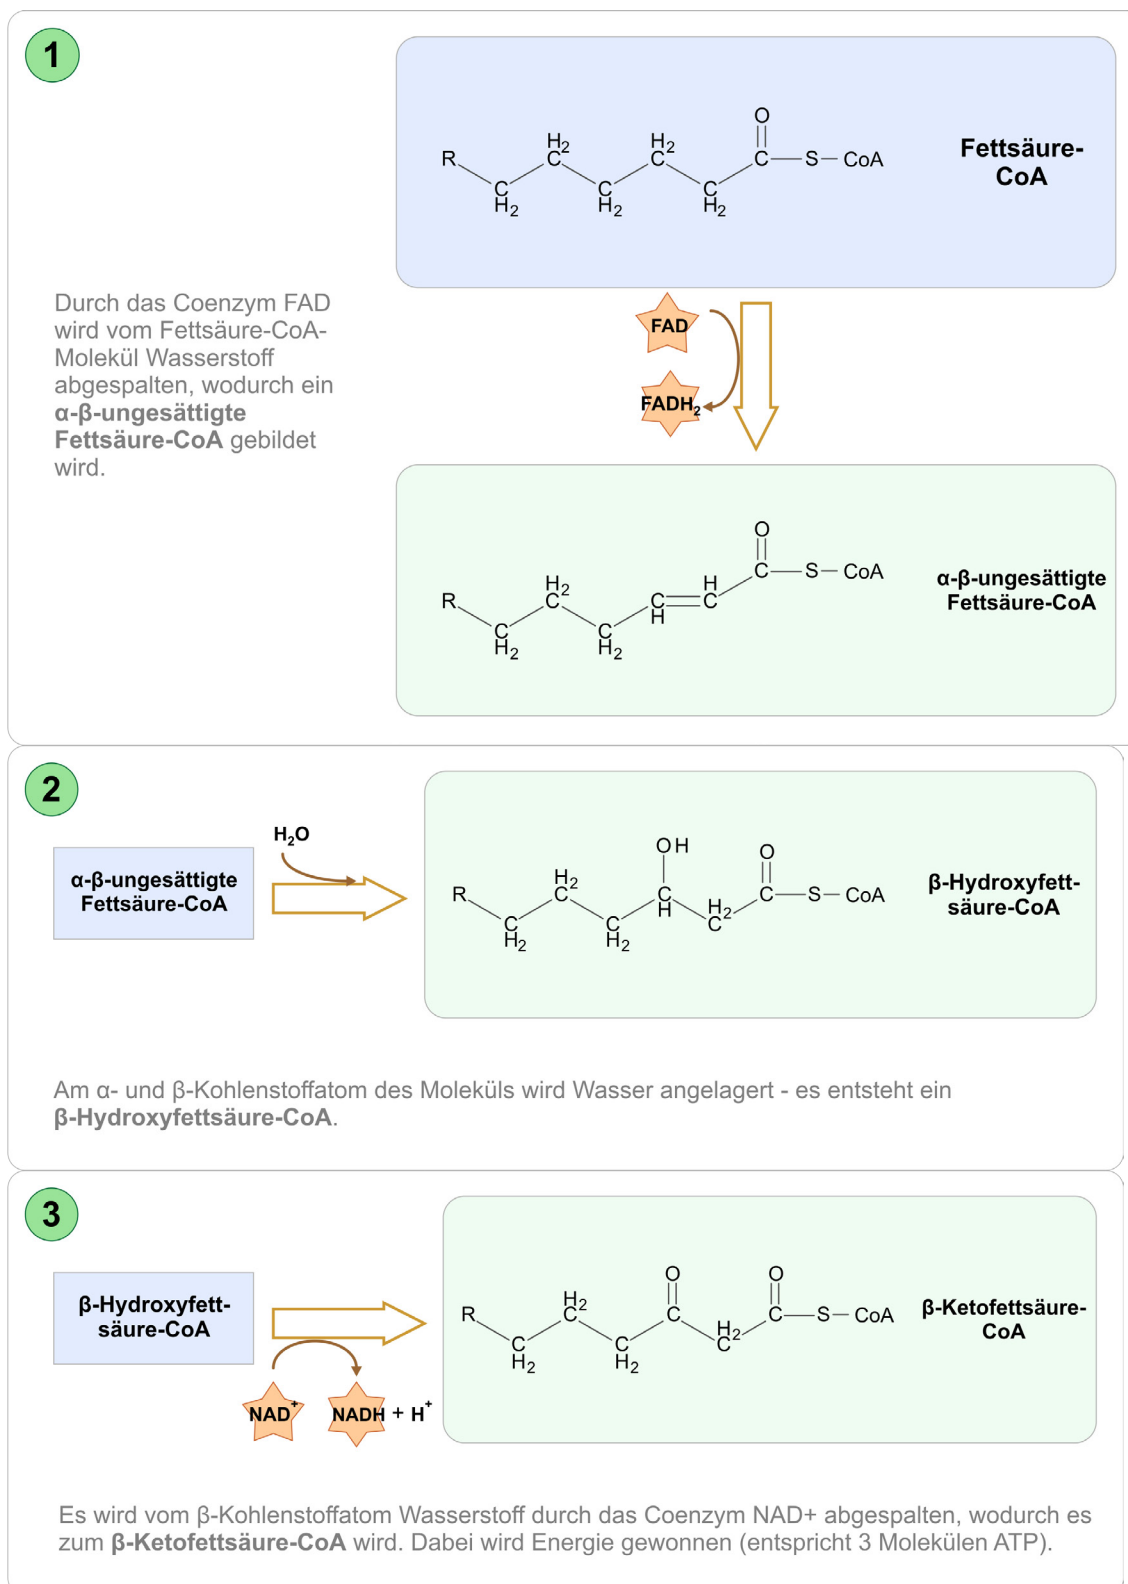 1
O
H₂ H₂
R C C C S CoA
C C C
H₂ H₂ H₂
Fettsäure-
CoA
Durch das Coenzym FAD
wird vom Fettsäure-CoA-
Molekül Wasserstoff
abgespalten, wodurch ein
α-β-ungesättigte
Fettsäure-CoA gebildet
wird.
FAD
FADH₂
O
H₂ H C S CoA
R C C C
C C H
H₂ H₂
α-β-ungesättigte
Fettsäure-CoA
2
α-β-ungesättigte
Fettsäure-CoA
H₂O
OH O
H₂
R C C C S CoA
C C H H₂ C
H₂ H₂
β-Hydroxyfett-
säure-CoA
Am α- und β-Kohlenstoffatom des Moleküls wird Wasser angelagert - es entsteht ein
β-Hydroxyfettsäure-CoA.
3
β-Hydroxyfett-
säure-CoA
NAD⁺
NADH + H⁺
O O
H₂
R C C C S CoA
C C H₂ C
H₂ H₂
β-Ketofettsäure-
CoA
Es wird vom β-Kohlenstoffatom Wasserstoff durch das Coenzym NAD+ abgespalten, wodurch es
zum β-Ketofettsäure-CoA wird. Dabei wird Energie gewonnen (entspricht 3 Molekülen ATP).